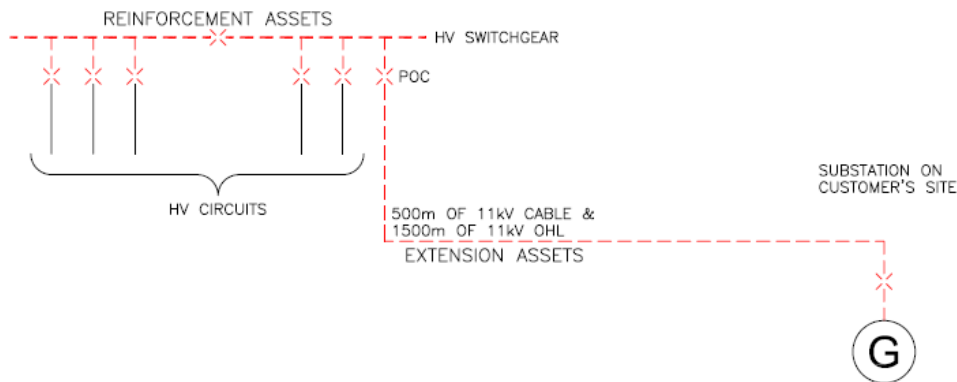 REINFORCEMENT ASSETS
HV SWITCHGEAR
POC
HV CIRCUITS
SUBSTATION ON
CUSTOMER'S SITE
500m OF 11kV CABLE &
1500m OF 11kV OHL
EXTENSION ASSETS
G